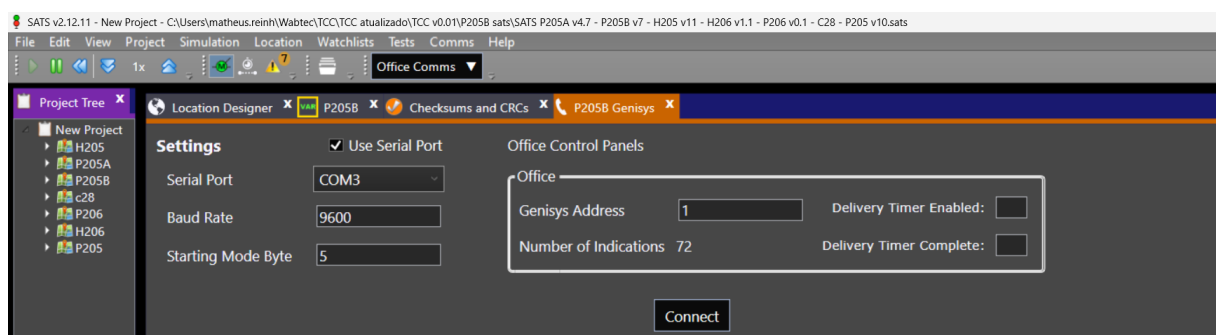 SATS v2.12.11 - New Project - C:\Users\matheus.reinh\Wabtec\TCC\TCC atualizado\TCC v0.01\P205B sats\SATS P205A v4.7 - P205B v7 - H205 v11 - H206 v1.1 - P206 v0.1 - C28 - P205 v10.sats
File Edit View Project Simulation Location Watchlists Tests Comms Help
1x 7 Office Comms
Project Tree X Location Designer X VAR P205B X Checksums and CRCs X P205B Genisys X
New Project
H205
P205A
P205B
c28
P206
H206
P205
Settings Use Serial Port
Serial Port COM3
Baud Rate 9600
Starting Mode Byte 5
Office Control Panels
Office
Genisys Address 1 Delivery Timer Enabled:
Number of Indications 72 Delivery Timer Complete:
Connect